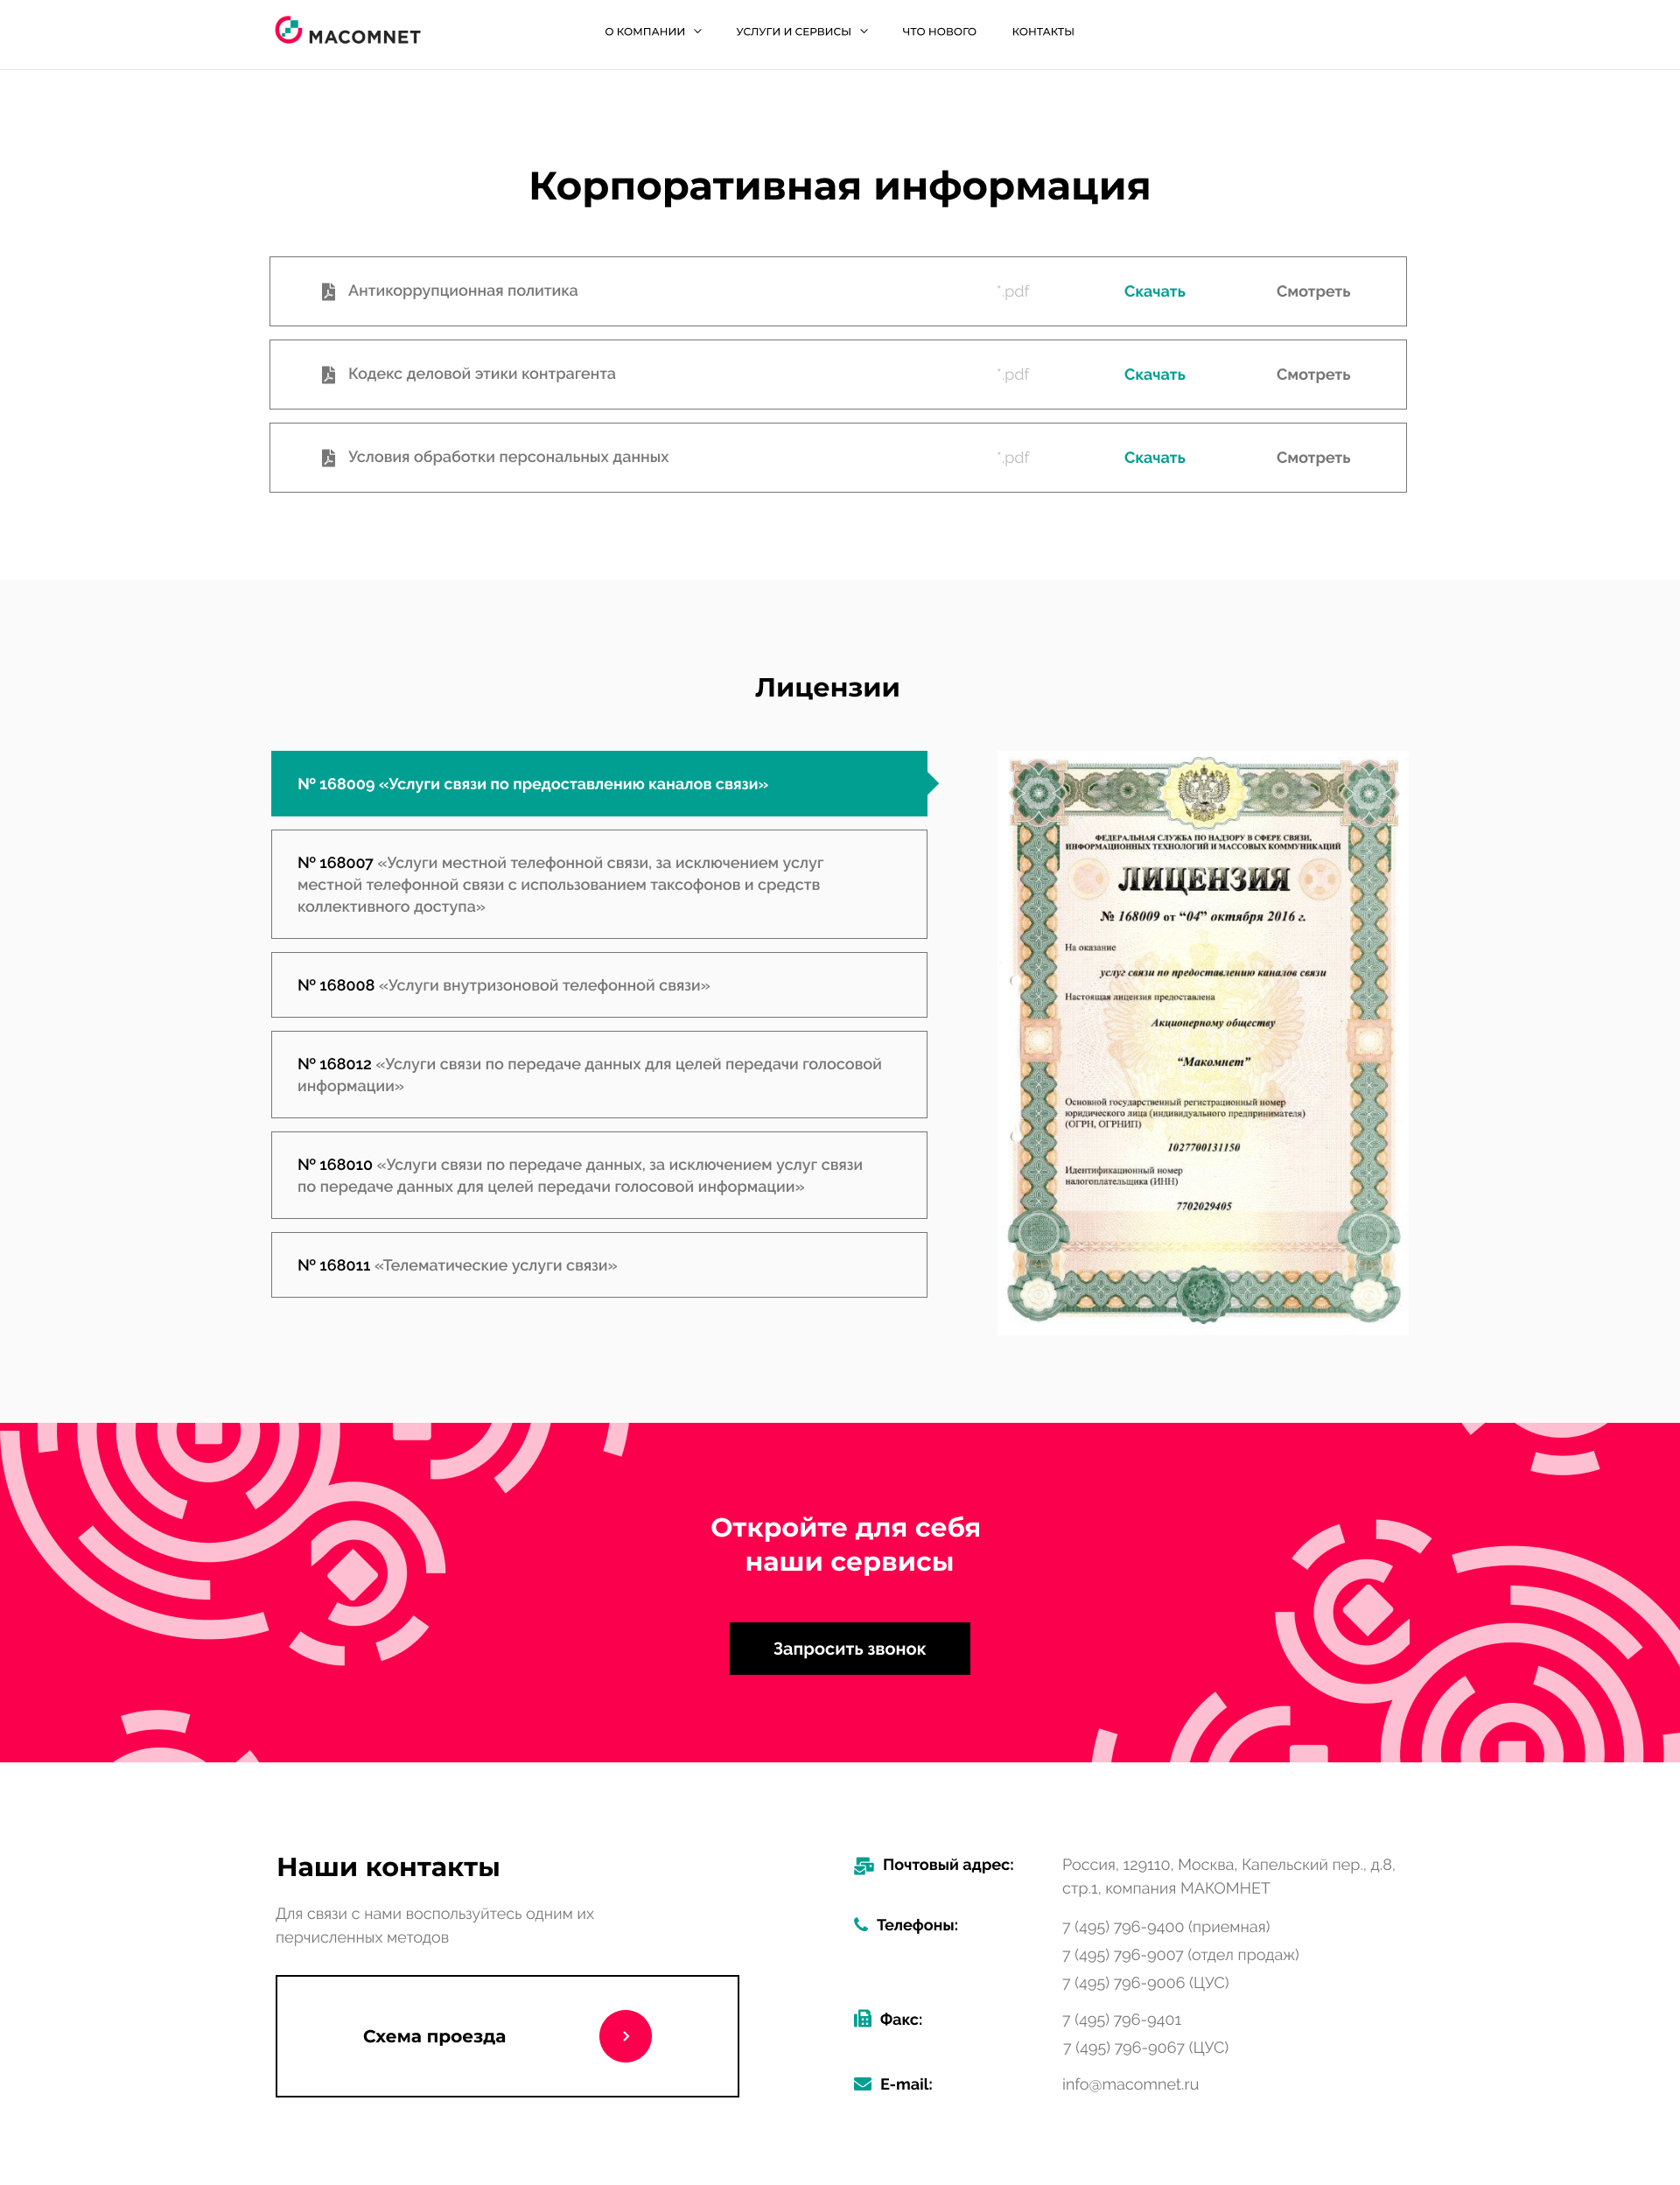 MACOMNET
О КОМПАНИИ
УСЛУГИ И СЕРВИСЫ
ЧТО НОВОГО
КОНТАКТЫ
Корпоративная информация
Антикоррупционная политика
*.pdf
Скачать
Смотреть
Кодекс деловой этики контрагента
*.pdf
Скачать
Смотреть
Условия обработки персональных данных
*.pdf
Скачать
Смотреть
Лицензии
№ 168009 «Услуги связи по предоставлению каналов связи»
№ 168007 «Услуги местной телефонной связи, за исключением услуг
местной телефонной связи с использованием таксофонов и средств
коллективного доступа»
№ 168008 «Услуги внутризоновой телефонной связи»
№ 168012 «Услуги связи по передаче данных для целей передачи голосовой
информации»
№ 168010 «Услуги связи по передаче данных, за исключением услуг связи
по передаче данных для целей передачи голосовой информации»
№ 168011 «Телематические услуги связи»
ФЕДЕРАЛЬНАЯ СЛУЖБА ПО НАДЗОРУ В СФЕРЕ СВЯЗИ,
ИНФОРМАЦИОННЫХ ТЕХНОЛОГИЙ И МАССОВЫХ КОММУНИКАЦИЙ
ЛИЦЕНЗИЯ
№ 168009 от “04” октября 2016 г.
На оказание
услуг связи по предоставлению каналов связи
Настоящая лицензия предоставлена
Акционерному обществу
“Макомнет”
Основной государственный регистрационный номер
юридического лица (индивидуального предпринимателя)
(ОГРН, ОГРНИП)
1027700131150
Идентификационный номер
налогоплательщика (ИНН)
7702029405
Откройте для себя
наши сервисы
Запросить звонок
Наши контакты
Для связи с нами воспользуйтесь одним их
перчисленных методов
Схема проезда
Почтовый адрес:
Россия, 129110, Москва, Капельский пер., д.8,
стр.1, компания МАКОМНЕТ
Телефоны:
7 (495) 796-9400 (приемная)
7 (495) 796-9007 (отдел продаж)
7 (495) 796-9006 (ЦУС)
Факс:
7 (495) 796-9401
7 (495) 796-9067 (ЦУС)
E-mail:
info@macomnet.ru